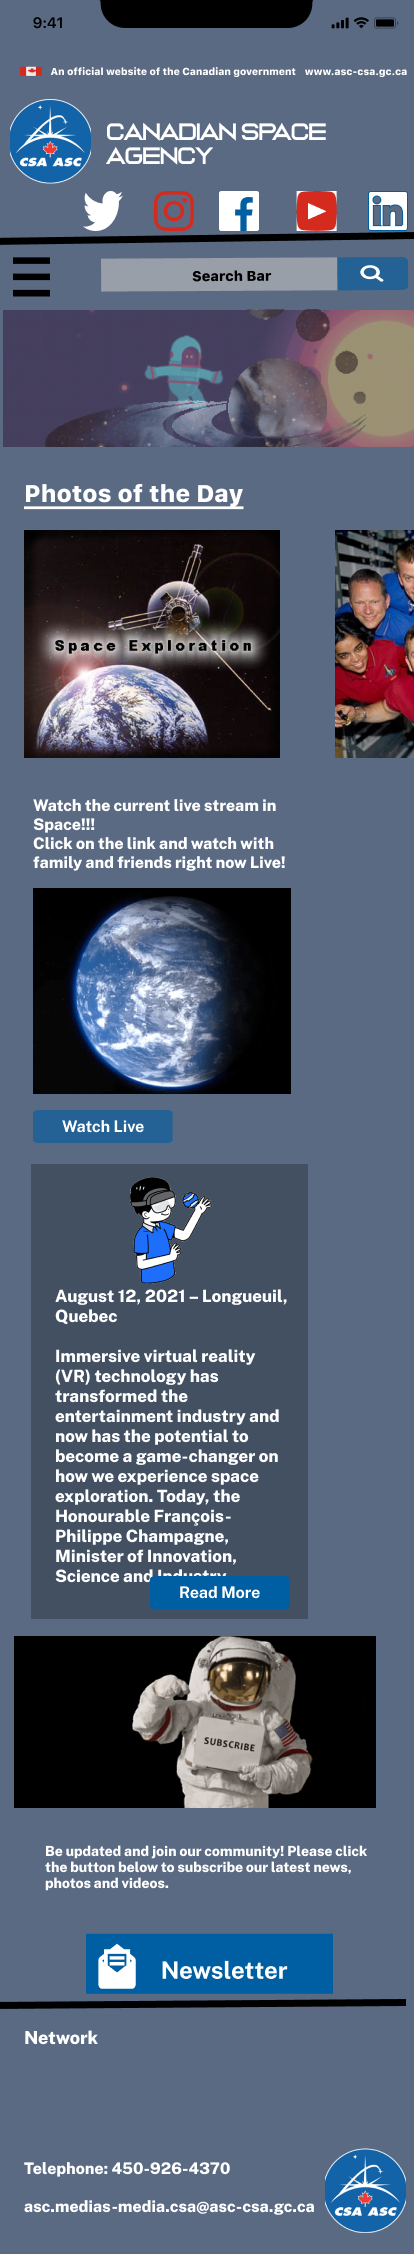 9:41
An official website of the Canadian government www.asc-csa.gc.ca
CSA ASC
CANADIAN SPACE
AGENCY
in
Search Bar
Photos of the Day
Space Exploration
Watch the current live stream in
Space!!!
Click on the link and watch with
family and friends right now Live!
Watch Live
August 12, 2021 – Longueuil,
Quebec
Immersive virtual reality
(VR) technology has
transformed the
entertainment industry and
now has the potential to
become a game-changer on
how we experience space
exploration. Today, the
Honourable François-
Philippe Champagne,
Minister of Innovation,
Science and Industry
Read More
SUBSCRIBE
Be updated and join our community! Please click
the button below to subscribe our latest news,
photos and videos.
Newsletter
Network
Telephone: 450-926-4370
asc.medias-media.csa@asc-csa.gc.ca
CSA ASC